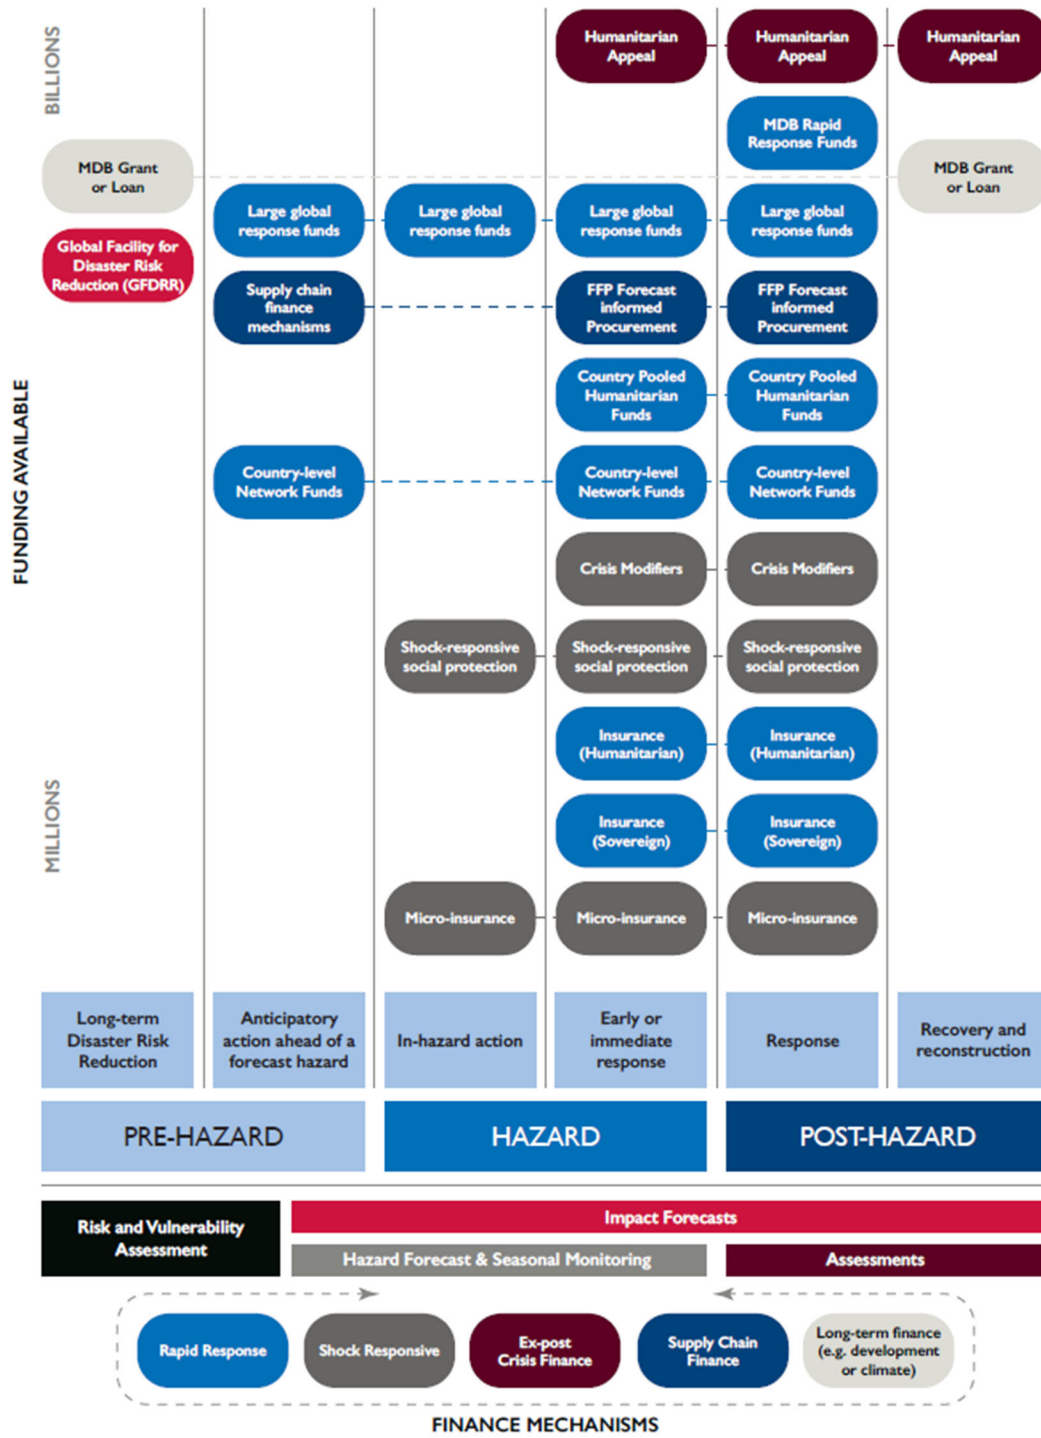 BILLIONS
Humanitarian
Appeal
Humanitarian
Appeal
Humanitarian
Appeal
MDB Rapid
Response Funds
MDB Grant
or Loan
MDB Grant
or Loan
Large global
response funds
Large global
response funds
Large global
response funds
Large global
response funds
Global Facility for
Disaster Risk
Reduction (GFDRR)
Supply chain
finance
mechanisms
FFP Forecast
informed
Procurement
FFP Forecast
informed
Procurement
Country Pooled
Humanitarian
Funds
Country Pooled
Humanitarian
Funds
FUNDING AVAILABLE
Country-level
Network Funds
Country-level
Network Funds
Country-level
Network Funds
Crisis Modifiers
Crisis Modifiers
Shock-responsive
social protection
Shock-responsive
social protection
Shock-responsive
social protection
Insurance
(Humanitarian)
Insurance
(Humanitarian)
MILLIONS
Insurance
(Sovereign)
Insurance
(Sovereign)
Micro-insurance
Micro-insurance
Micro-insurance
Long-term
Disaster Risk
Reduction
Anticipatory
action ahead of a
forecast hazard
In-hazard action
Early or
immediate
response
Response
Recovery and
reconstruction
PRE-HAZARD
HAZARD
POST-HAZARD
Risk and Vulnerability
Assessment
Impact Forecasts
Hazard Forecast & Seasonal Monitoring
Assessments
Rapid Response
Shock Responsive
Ex-post
Crisis Finance
Supply Chain
Finance
Long-term finance
(e.g. development
or climate)
FINANCE MECHANISMS